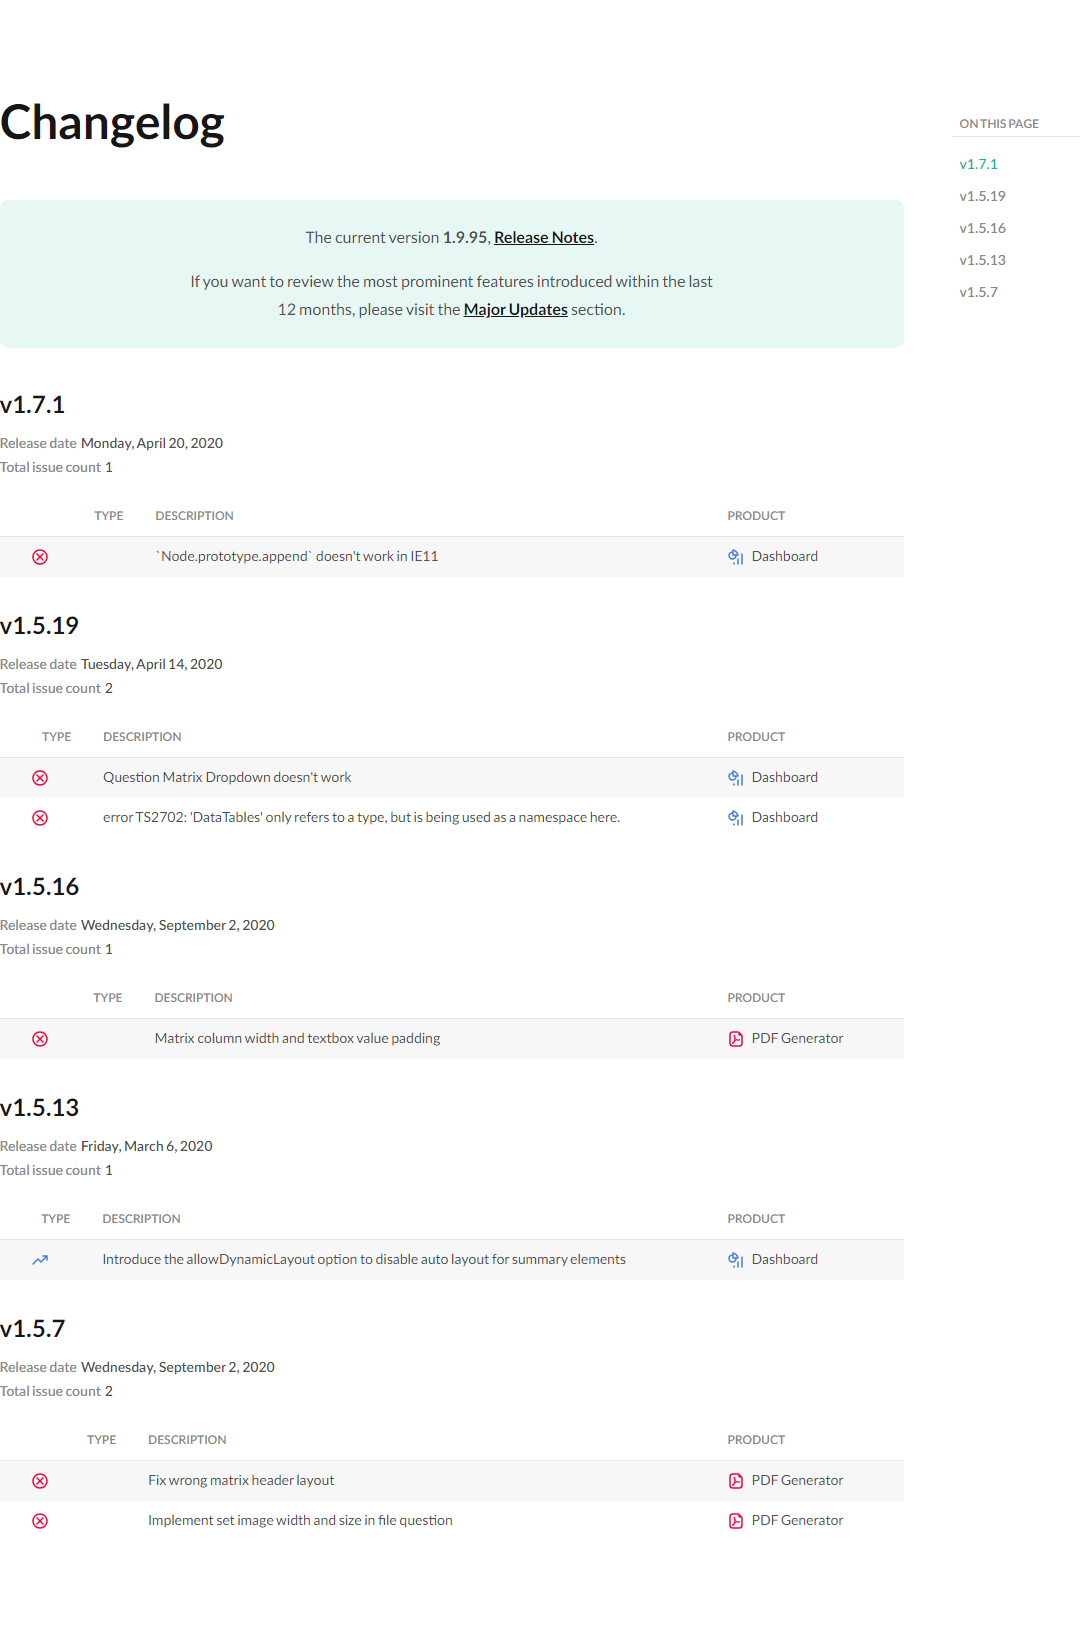 Changelog
ON THIS PAGE
v1.7.1
v1.5.19
v1.5.16
v1.5.13
v1.5.7
The current version 1.9.95, Release Notes.
If you want to review the most prominent features introduced within the last
12 months, please visit the Major Updates section.
v1.7.1
Release date Monday, April 20, 2020
Total issue count 1
TYPE DESCRIPTION PRODUCT
`Node.prototype.append` doesn't work in IE11 Dashboard
v1.5.19
Release date Tuesday, April 14, 2020
Total issue count 2
TYPE DESCRIPTION PRODUCT
Question Matrix Dropdown doesn't work Dashboard
error TS2702: 'DataTables' only refers to a type, but is being used as a namespace here. Dashboard
v1.5.16
Release date Wednesday, September 2, 2020
Total issue count 1
TYPE DESCRIPTION PRODUCT
Matrix column width and textbox value padding PDF Generator
v1.5.13
Release date Friday, March 6, 2020
Total issue count 1
TYPE DESCRIPTION PRODUCT
Introduce the allowDynamicLayout option to disable auto layout for summary elements Dashboard
v1.5.7
Release date Wednesday, September 2, 2020
Total issue count 2
TYPE DESCRIPTION PRODUCT
Fix wrong matrix header layout PDF Generator
Implement set image width and size in file question PDF Generator